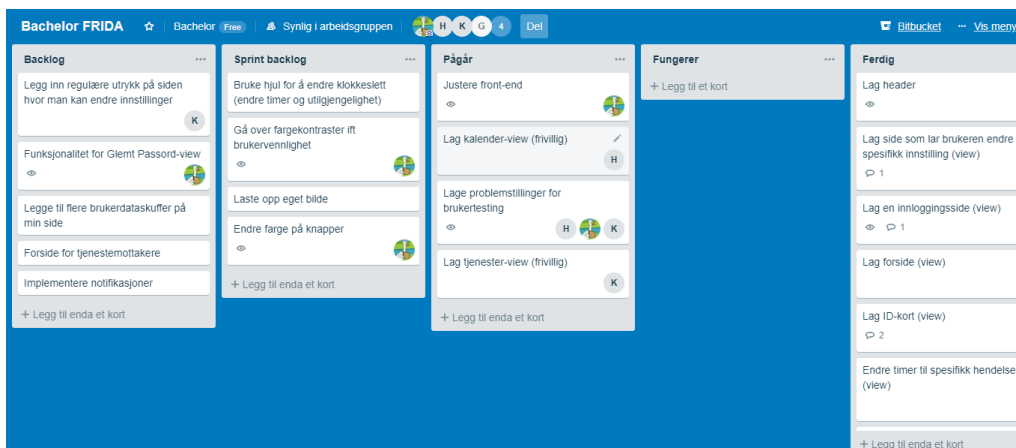 Bachelor FRIDA Bachelor Free Synlig i arbeidsgruppen H K G 4 Del Bitbucket ··· Vis meny
Backlog ···
Legg inn regulære utrykk på siden
hvor man kan endre innstillinger
K
Funksjonalitet for Glemt Passord-view
Legge til flere brukerdataskuffer på
min side
Forside for tjenestemottakere
Implementere notifikasjoner
+ Legg til enda et kort
Sprint backlog ···
Bruke hjul for å endre klokkeslett
(endre timer og utilgjengelighet)
Gå over fargekontraster ift
brukervennlighet
Laste opp eget bilde
Endre farge på knapper
+ Legg til enda et kort
Pågår ···
Justere front-end
Lag kalender-view (frivillig)
H
Lage problemstillinger for
brukertesting
H K
Lag tjenester-view (frivillig)
K
+ Legg til enda et kort
Fungerer ···
+ Legg til et kort
Ferdig
Lag header
Lag side som lar brukeren endre
spesifikk innstilling (view)
1
Lag en innloggingsside (view)
1
Lag forside (view)
Lag ID-kort (view)
2
Endre timer til spesifikk hendelse
(view)
+ Legg til enda et kort